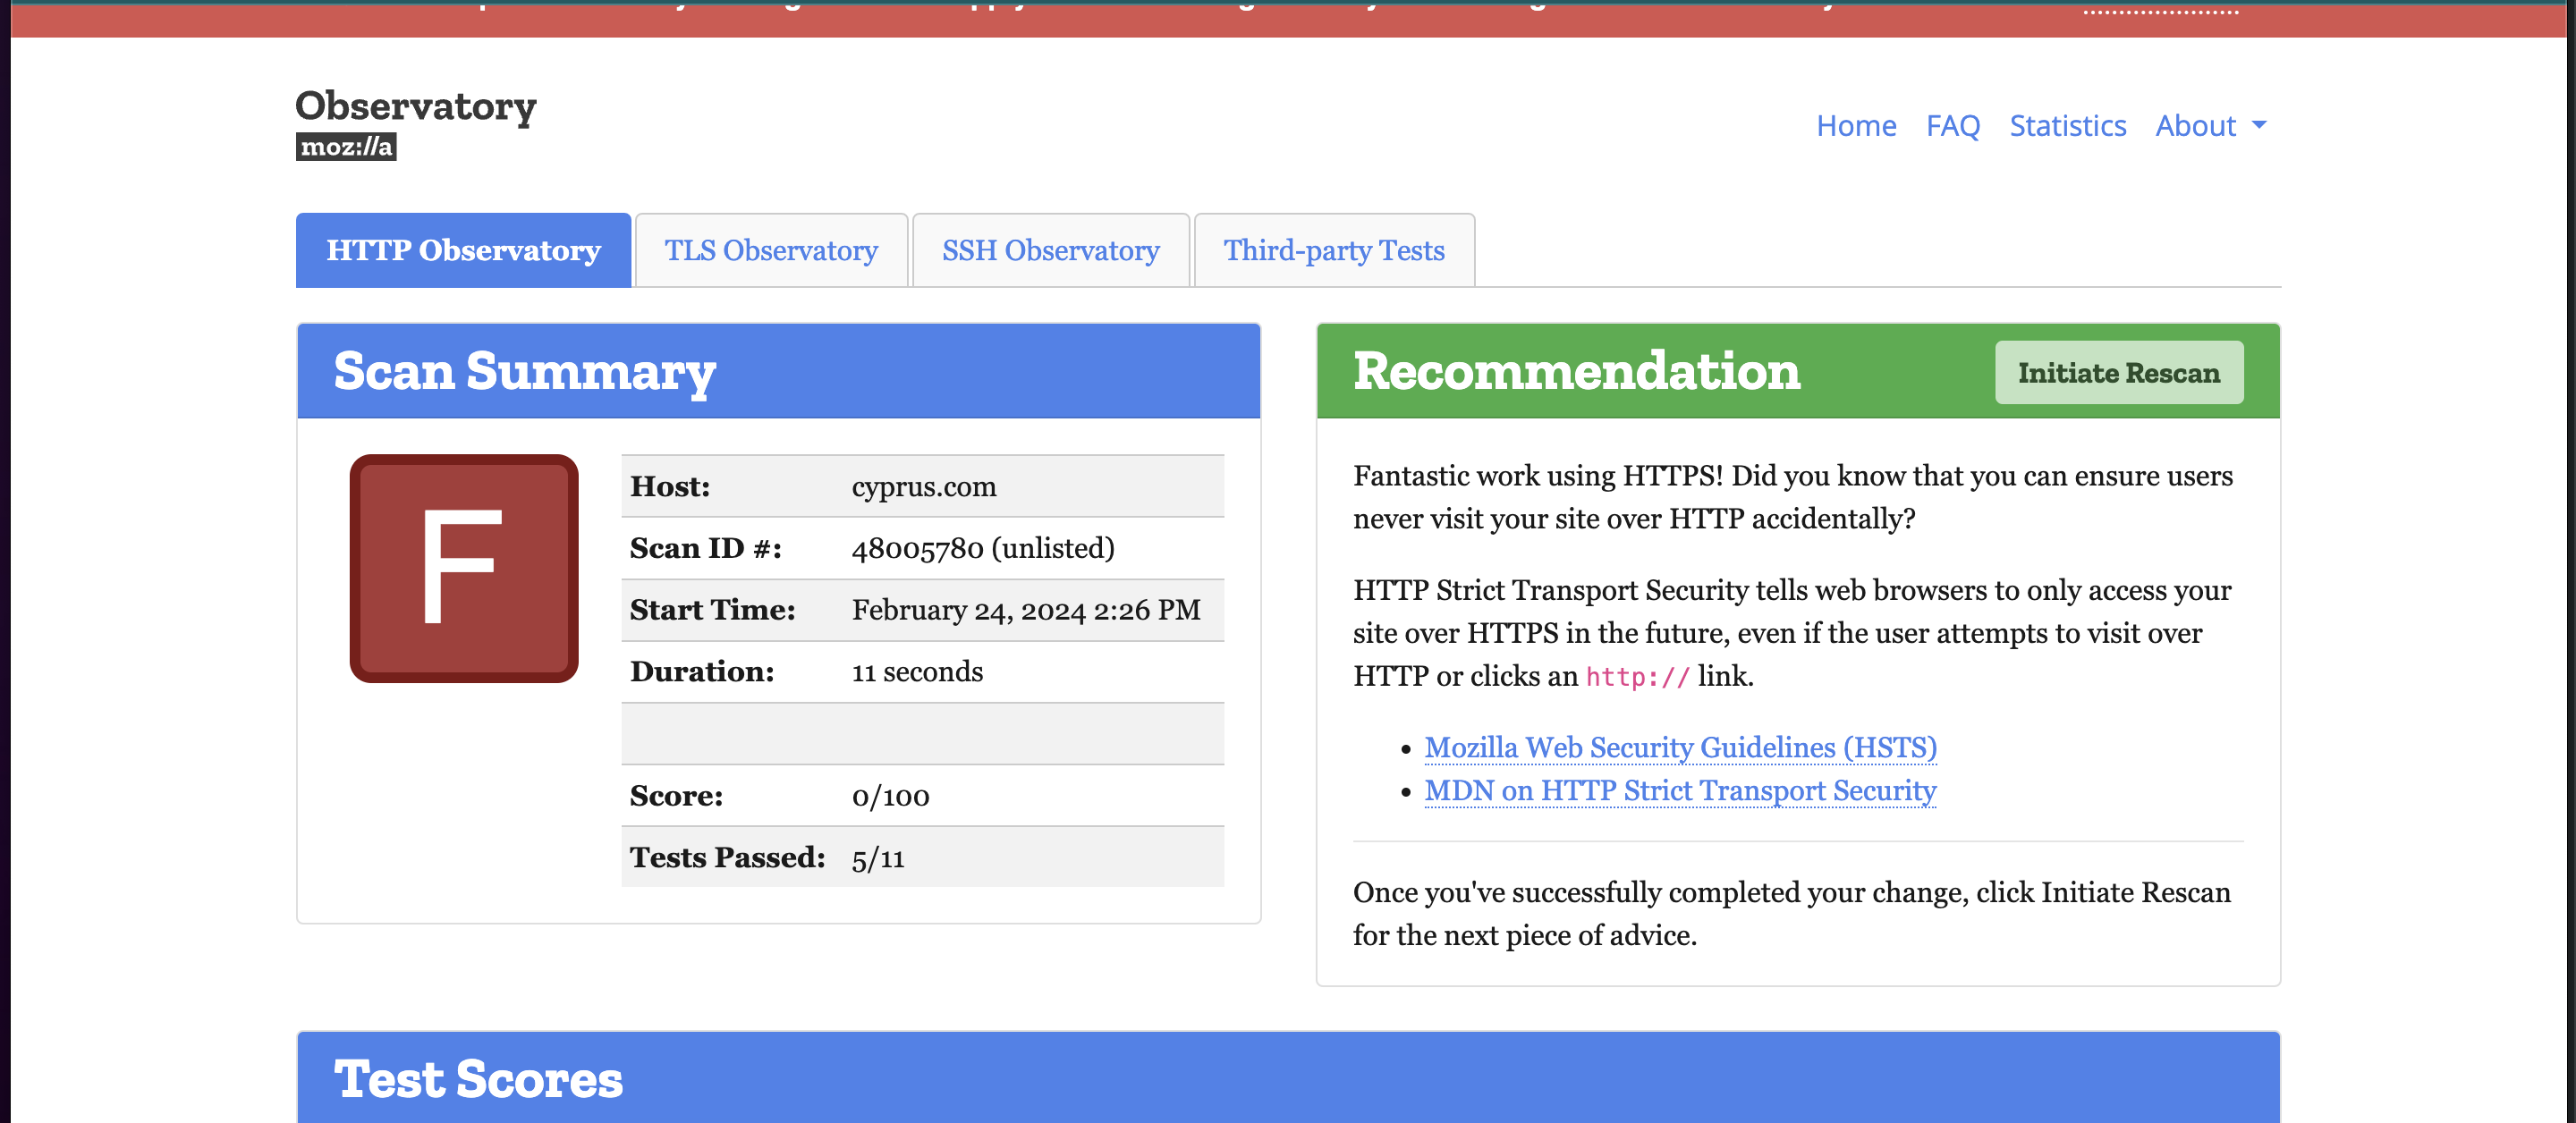 Observatory
moz://a
Home FAQ Statistics About
HTTP Observatory TLS Observatory SSH Observatory Third-party Tests
Scan Summary
F
Host: cyprus.com
Scan ID #: 48005780 (unlisted)
Start Time: February 24, 2024 2:26 PM
Duration: 11 seconds
Score: 0/100
Tests Passed: 5/11
Recommendation
Initiate Rescan
Fantastic work using HTTPS! Did you know that you can ensure users
never visit your site over HTTP accidentally?
HTTP Strict Transport Security tells web browsers to only access your
site over HTTPS in the future, even if the user attempts to visit over
HTTP or clicks an http:// link.
• Mozilla Web Security Guidelines (HSTS)
• MDN on HTTP Strict Transport Security
Once you've successfully completed your change, click Initiate Rescan
for the next piece of advice.
Test Scores